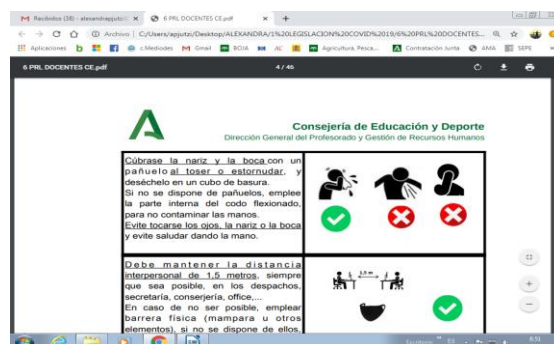 Recibidos (38) - alexandraapjutzi
6 PRL DOCENTES CE.pdf
Archivo | C:/Users/apjutzi/Desktop/ALEXANDRA/1%20LEGISLACION%20COVID%2019/6%20PRL%20DOCENTES...
Aplicaciones
c.Mediodes
Gmail
BOJA
AC
Agricultura, Pesca...
Contratación Junta
AMA
SEPE
6 PRL DOCENTES CE.pdf
4 / 46
Consejería de Educación y Deporte
Dirección General del Profesorado y Gestión de Recursos Humanos
Cúbrase la nariz y la boca con un
pañuelo al toser o estornudar, y
deséchelo en un cubo de basura.
Si no se dispone de pañuelos, emplee
la parte interna del codo flexionado,
para no contaminar las manos.
Evite tocarse los ojos, la nariz o la boca
y evite saludar dando la mano.
Debe mantener la distancia
interpersonal de 1,5 metros, siempre
que sea posible, en los despachos,
secretaría, conserjería, office,...
En caso de no ser posible, emplear
barrera física (mampara u otros
elementos), si no se dispone de ellos,
1,5 m
Escritorio
ES
8:51